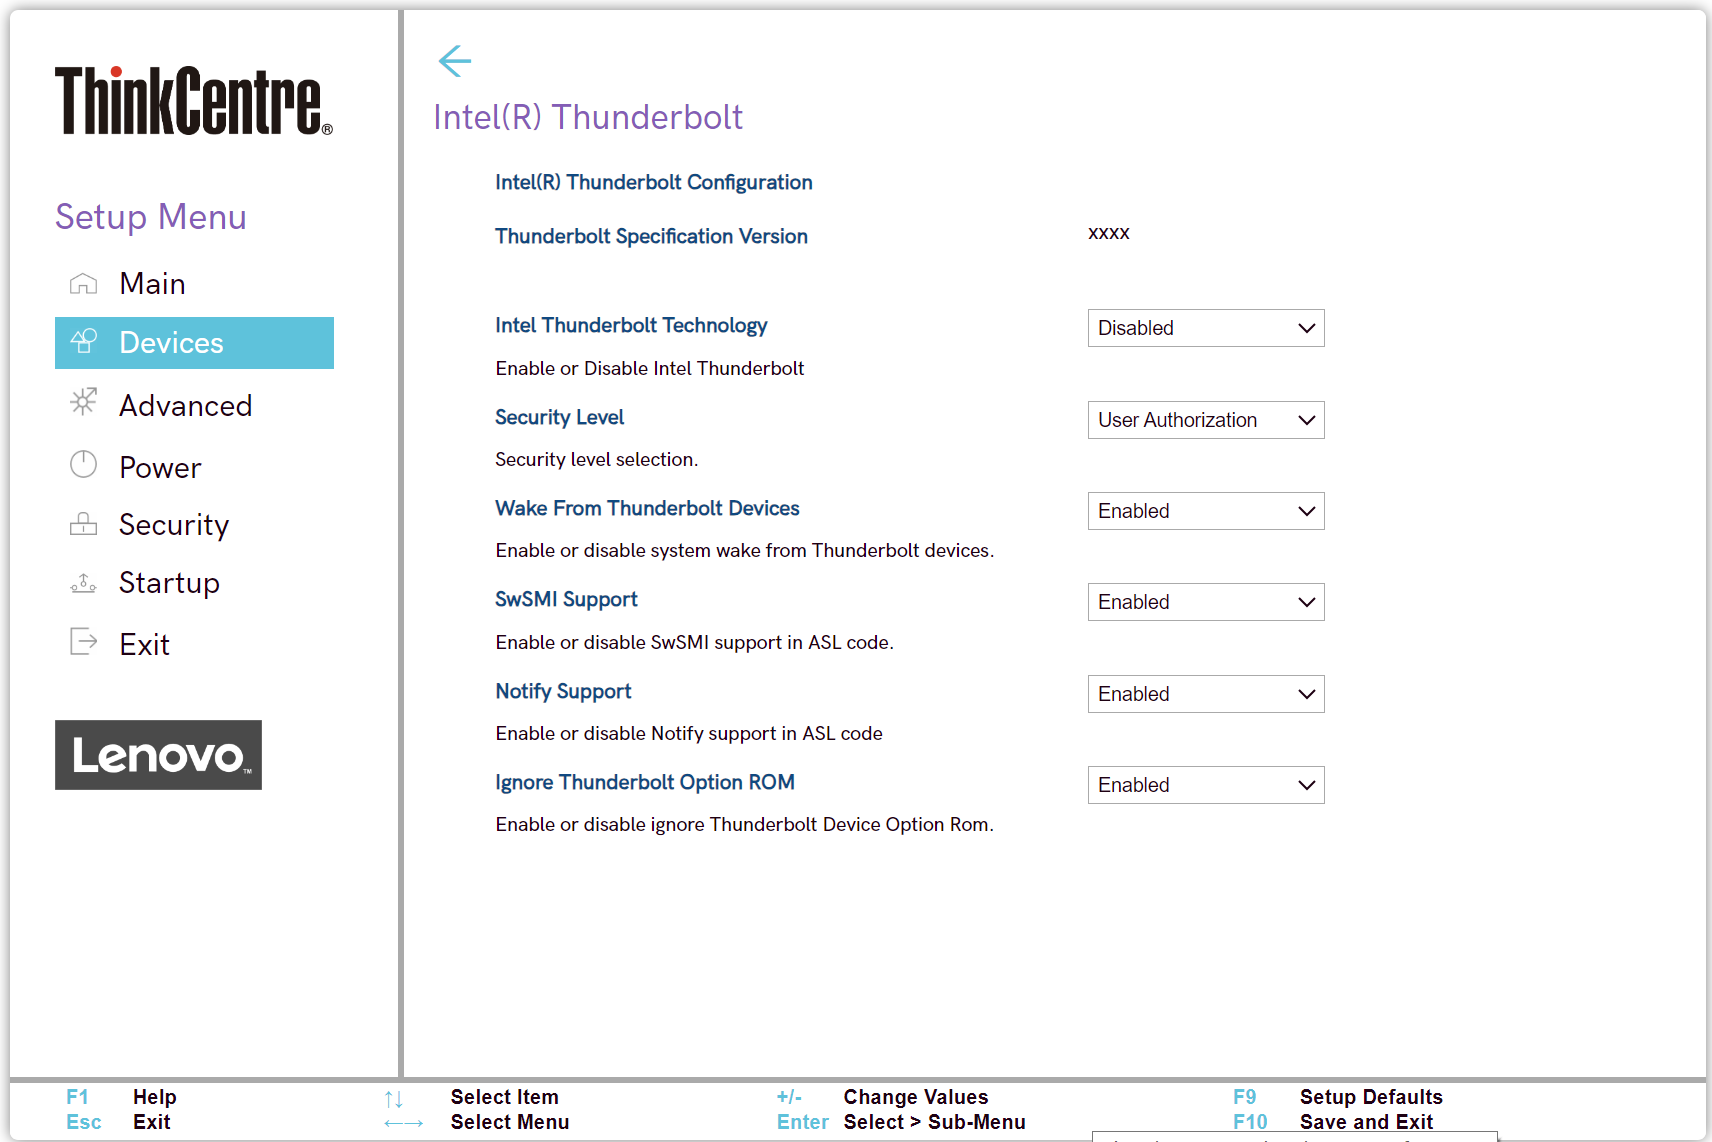 ThinkCentre®
Setup Menu
Main
Devices
Advanced
Power
Security
Startup
Exit
Lenovo™
Intel(R) Thunderbolt
Intel(R) Thunderbolt Configuration
Thunderbolt Specification Version xxxx
Intel Thunderbolt Technology Disabled
Enable or Disable Intel Thunderbolt
Security Level User Authorization
Security level selection.
Wake From Thunderbolt Devices Enabled
Enable or disable system wake from Thunderbolt devices.
SwSMI Support Enabled
Enable or disable SwSMI support in ASL code.
Notify Support Enabled
Enable or disable Notify support in ASL code
Ignore Thunderbolt Option ROM Enabled
Enable or disable ignore Thunderbolt Device Option Rom.
F1 Help ↑↓ Select Item +/- Change Values F9 Setup Defaults
Esc Exit ←→ Select Menu Enter Select > Sub-Menu F10 Save and Exit